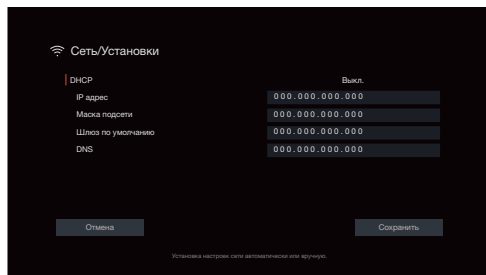 Сеть/Установки
DHCP Выкл.
IP адрес 000.000.000.000
Маска подсети 000.000.000.000
Шлюз по умолчанию 000.000.000.000
DNS 000.000.000.000
Отмена Сохранить
Установка настроек сети автоматически или вручную.